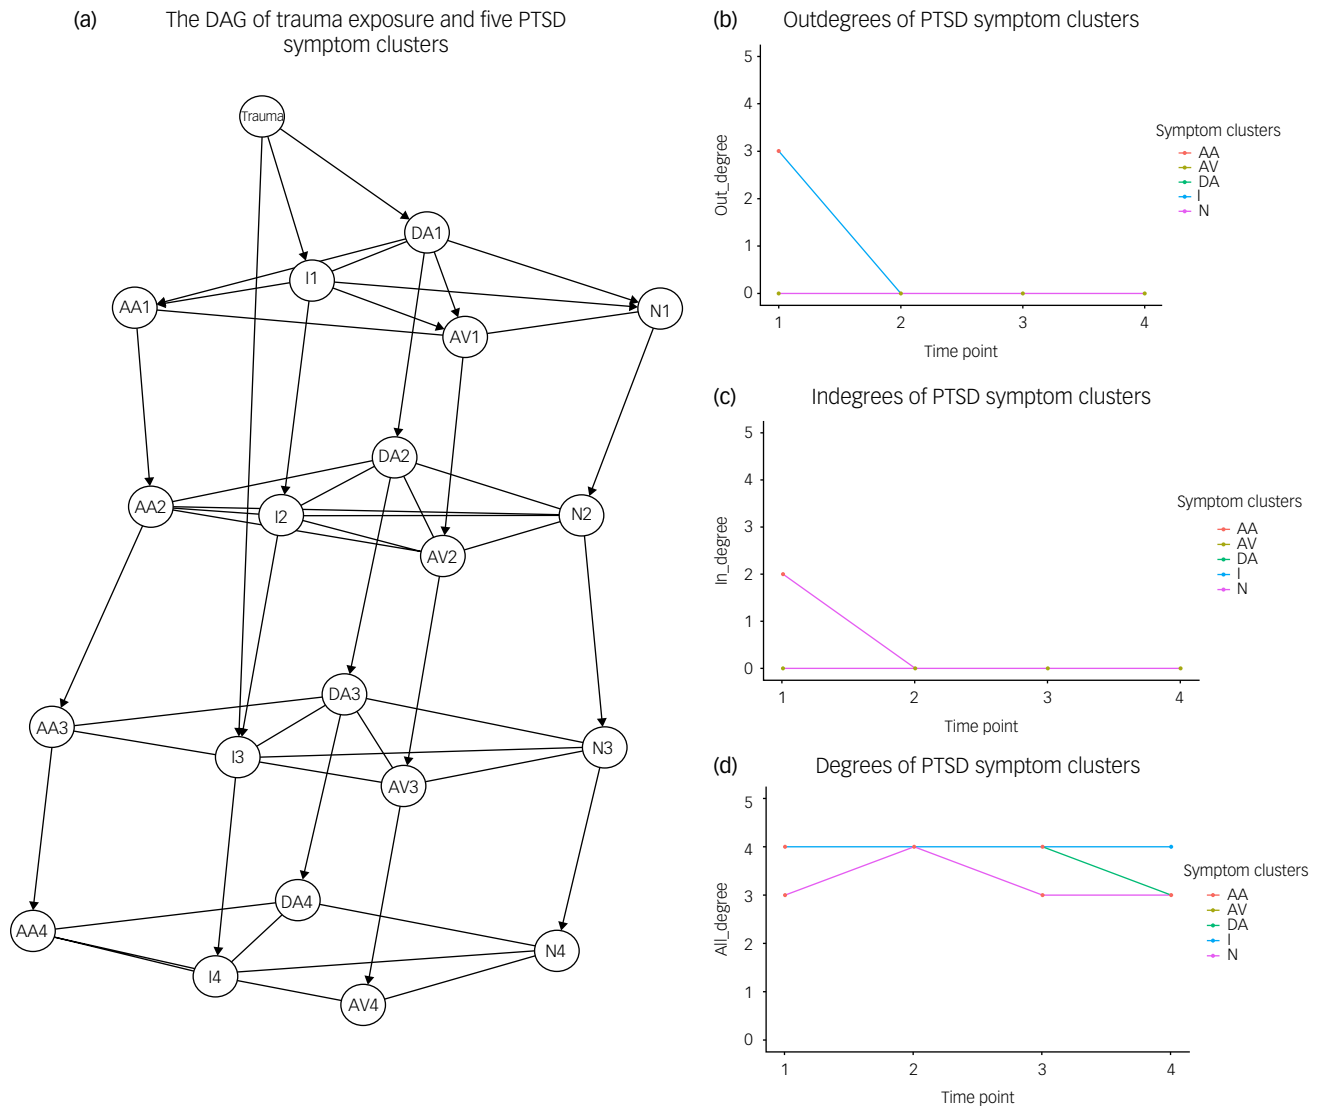 (a)
The DAG of trauma exposure and five PTSD
symptom clusters
Trauma
DA1
I1
AA1
N1
AV1
DA2
AA2
I2
N2
AV2
DA3
AA3
I3
N3
AV3
DA4
AA4
I4
N4
AV4
(b)
Outdegrees of PTSD symptom clusters
Out_degree
5
4
3
2
1
0
1 2 3 4
Time point
Symptom clusters
AA
AV
DA
I
N
(c)
Indegrees of PTSD symptom clusters
In_degree
5
4
3
2
1
0
1 2 3 4
Time point
Symptom clusters
AA
AV
DA
I
N
(d)
Degrees of PTSD symptom clusters
All_degree
5
4
3
2
1
0
1 2 3 4
Time point
Symptom clusters
AA
AV
DA
I
N